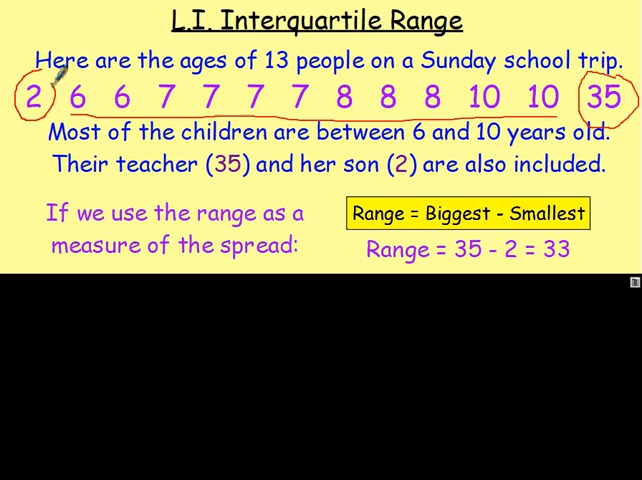 L.I. Interquartile Range
Here are the ages of 13 people on a Sunday school trip.
2 6 6 7 7 7 7 8 8 8 10 10 35
Most of the children are between 6 and 10 years old.
Their teacher (35) and her son (2) are also included.
If we use the range as a
measure of the spread:
Range = Biggest - Smallest
Range = 35 - 2 = 33